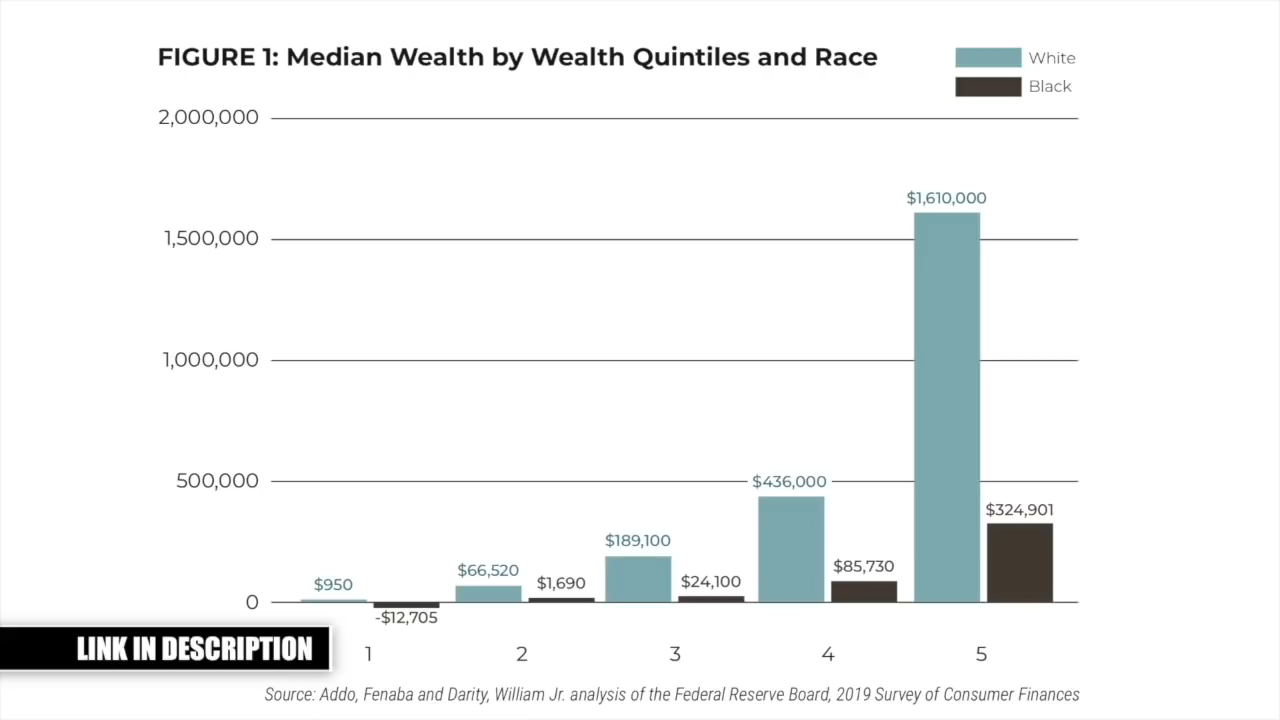 FIGURE 1: Median Wealth by Wealth Quintiles and Race
White
Black
2,000,000
$1,610,000
1,500,000
1,000,000
500,000
$436,000
$324,901
$189,100
$85,730
$66,520
$24,100
$950
$1,690
0
-$12,705
LINK IN DESCRIPTION
1 2 3 4 5
Source: Addo, Fenaba and Darity, William Jr. analysis of the Federal Reserve Board, 2019 Survey of Consumer Finances